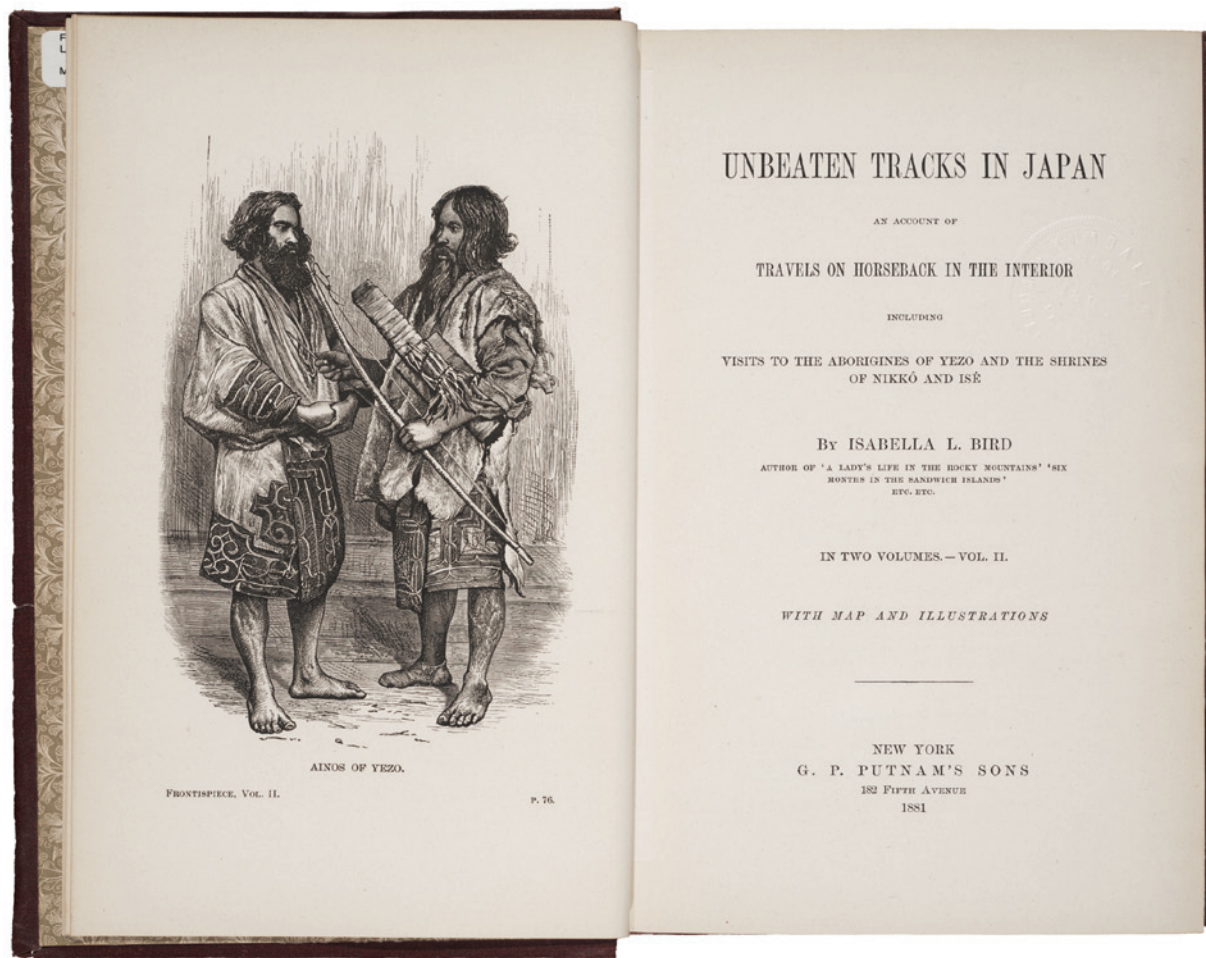 AINOS OF YEZO.
FRONTISPIECE, VOL. II.
P. 76.
UNBEATEN TRACKS IN JAPAN
AN ACCOUNT OF
TRAVELS ON HORSEBACK IN THE INTERIOR
INCLUDING
VISITS TO THE ABORIGINES OF YEZO AND THE SHRINES
OF NIKKÔ AND ISÉ
BY ISABELLA L. BIRD
AUTHOR OF 'A LADY'S LIFE IN THE ROCKY MOUNTAINS' 'SIX
MONTHS IN THE SANDWICH ISLANDS'
ETC. ETC.
IN TWO VOLUMES.—VOL. II.
WITH MAP AND ILLUSTRATIONS
NEW YORK
G. P. PUTNAM'S SONS
182 FIFTH AVENUE
1881